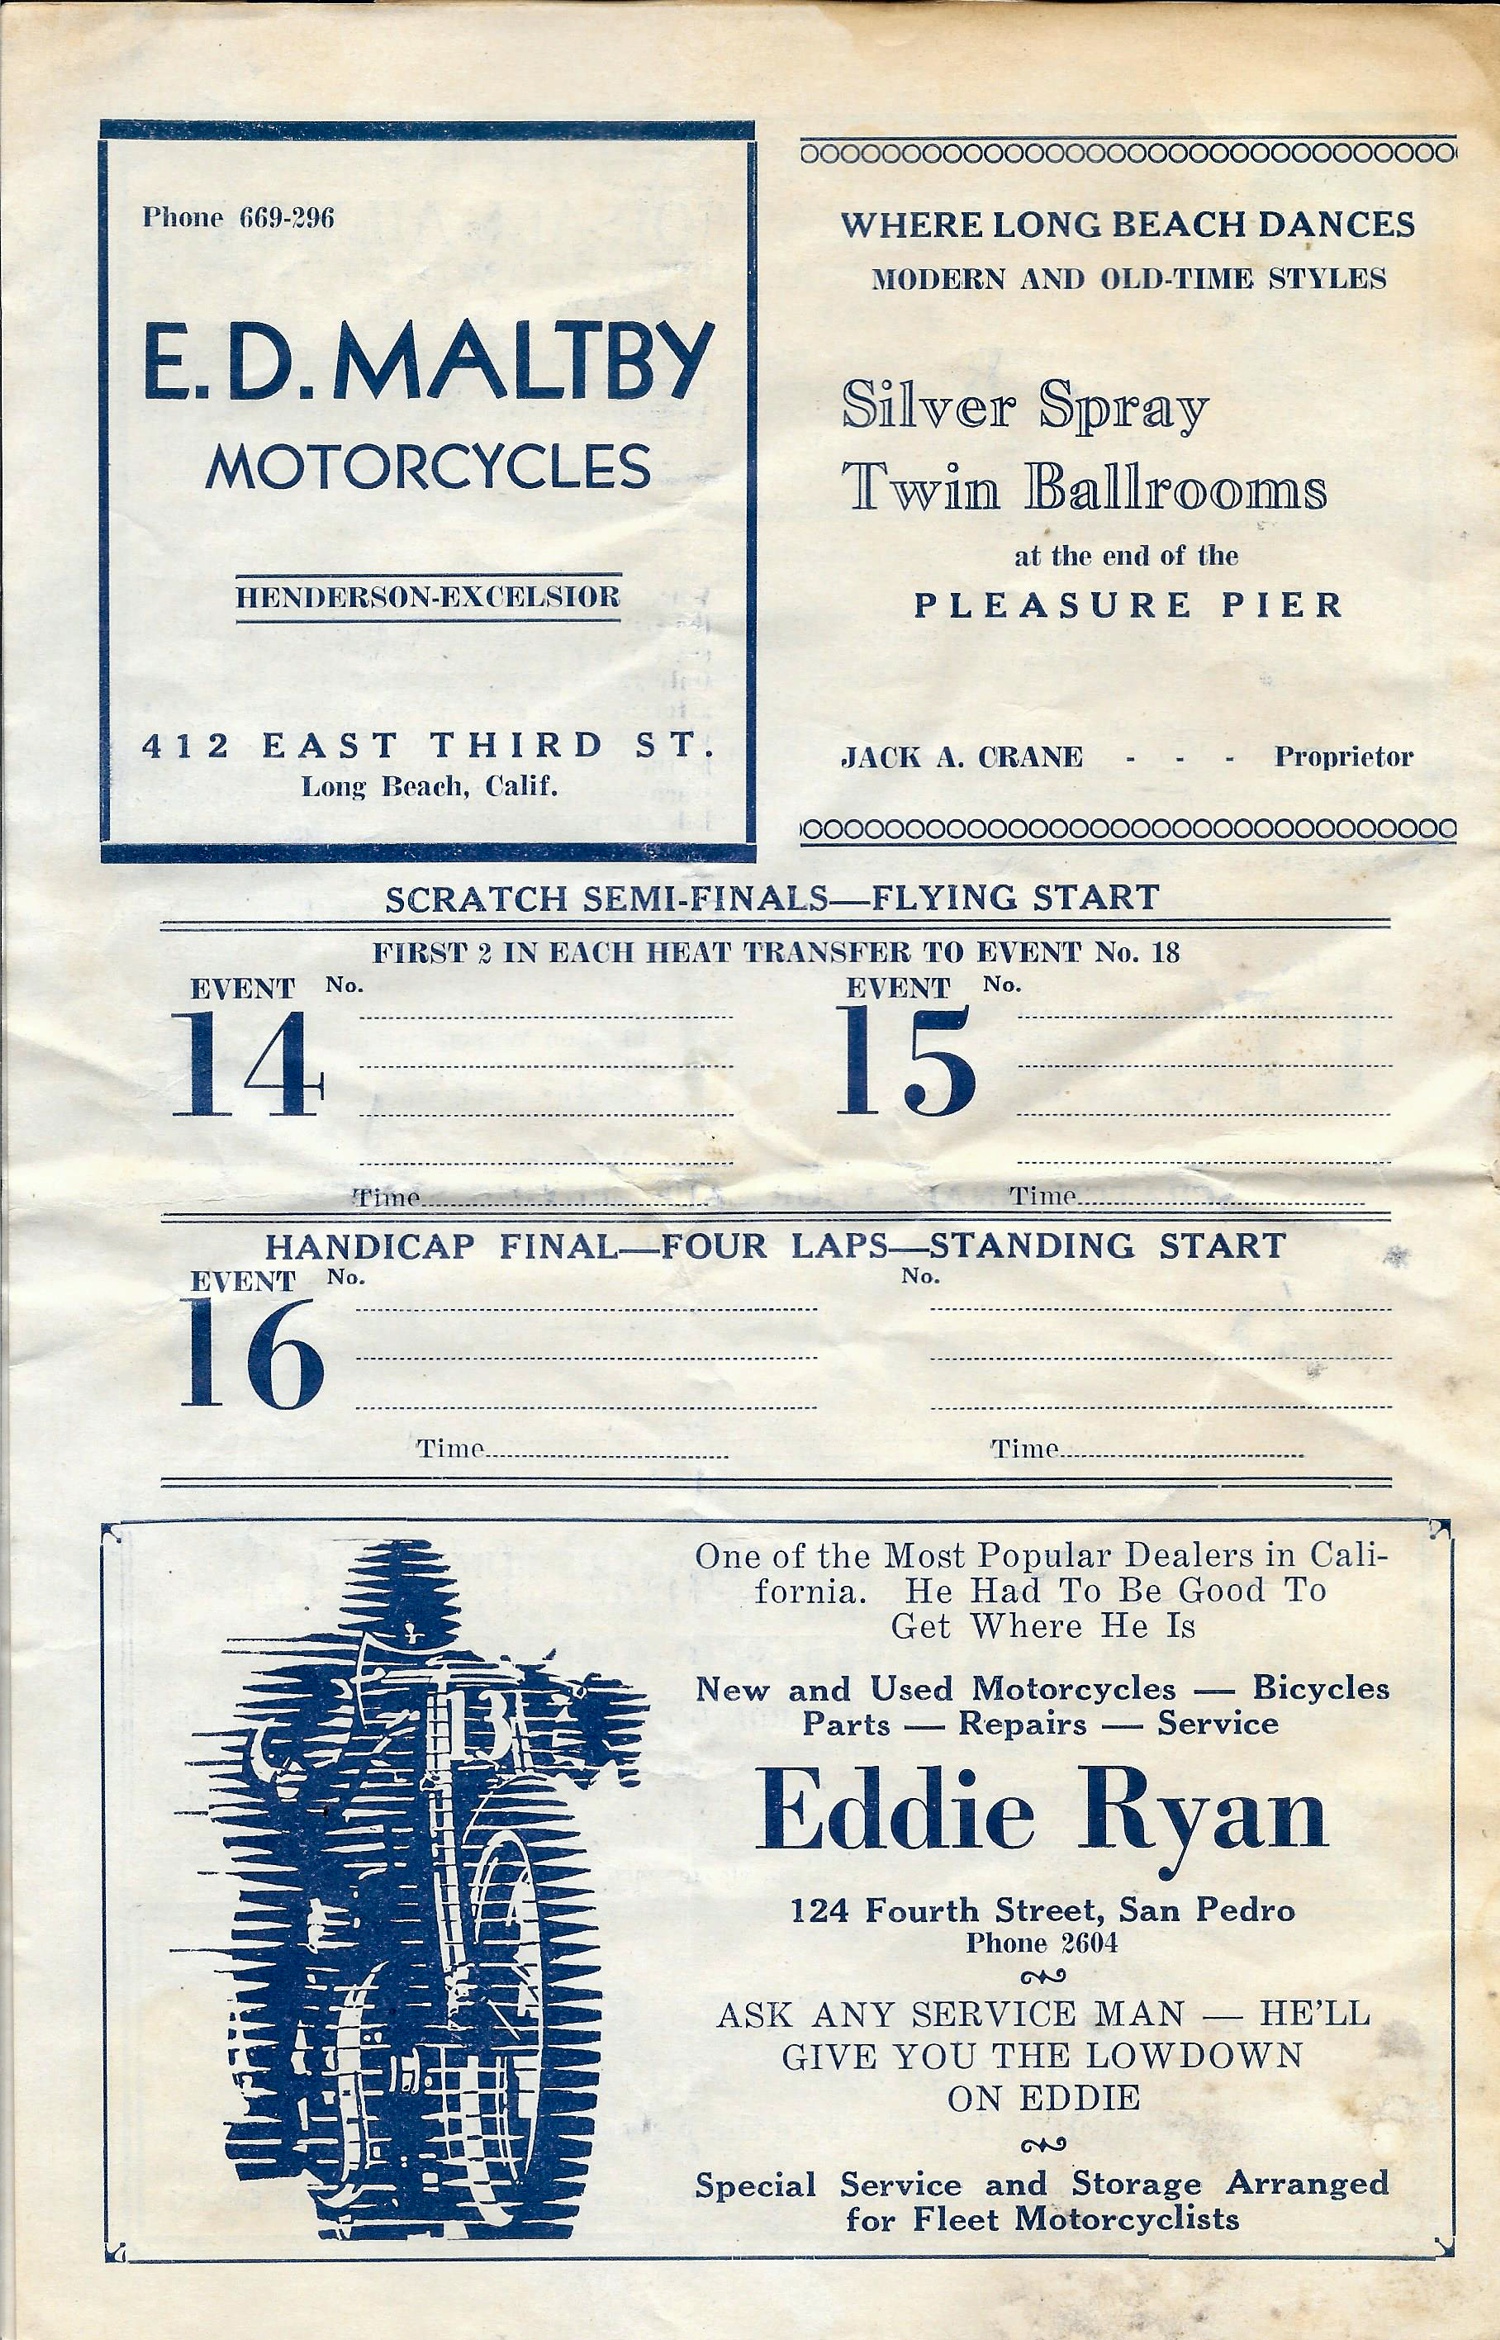 Phone 669-296
E. D. MALTBY
MOTORCYCLES
HENDERSON-EXCELSIOR
412 EAST THIRD ST.
Long Beach, Calif.
WHERE LONG BEACH DANCES
MODERN AND OLD-TIME STYLES
Silver Spray
Twin Ballrooms
at the end of the
PLEASURE PIER
JACK A. CRANE - - - Proprietor
SCRATCH SEMI-FINALS—FLYING START
FIRST 2 IN EACH HEAT TRANSFER TO EVENT No. 18
EVENT No.
14
Time
EVENT No.
15
Time
HANDICAP FINAL—FOUR LAPS—STANDING START
EVENT No. No.
16
Time Time
13
One of the Most Popular Dealers in Cali-
fornia. He Had To Be Good To
Get Where He Is
New and Used Motorcycles — Bicycles
Parts — Repairs — Service
Eddie Ryan
124 Fourth Street, San Pedro
Phone 2604
ASK ANY SERVICE MAN — HE'LL
GIVE YOU THE LOWDOWN
ON EDDIE
Special Service and Storage Arranged
for Fleet Motorcyclists